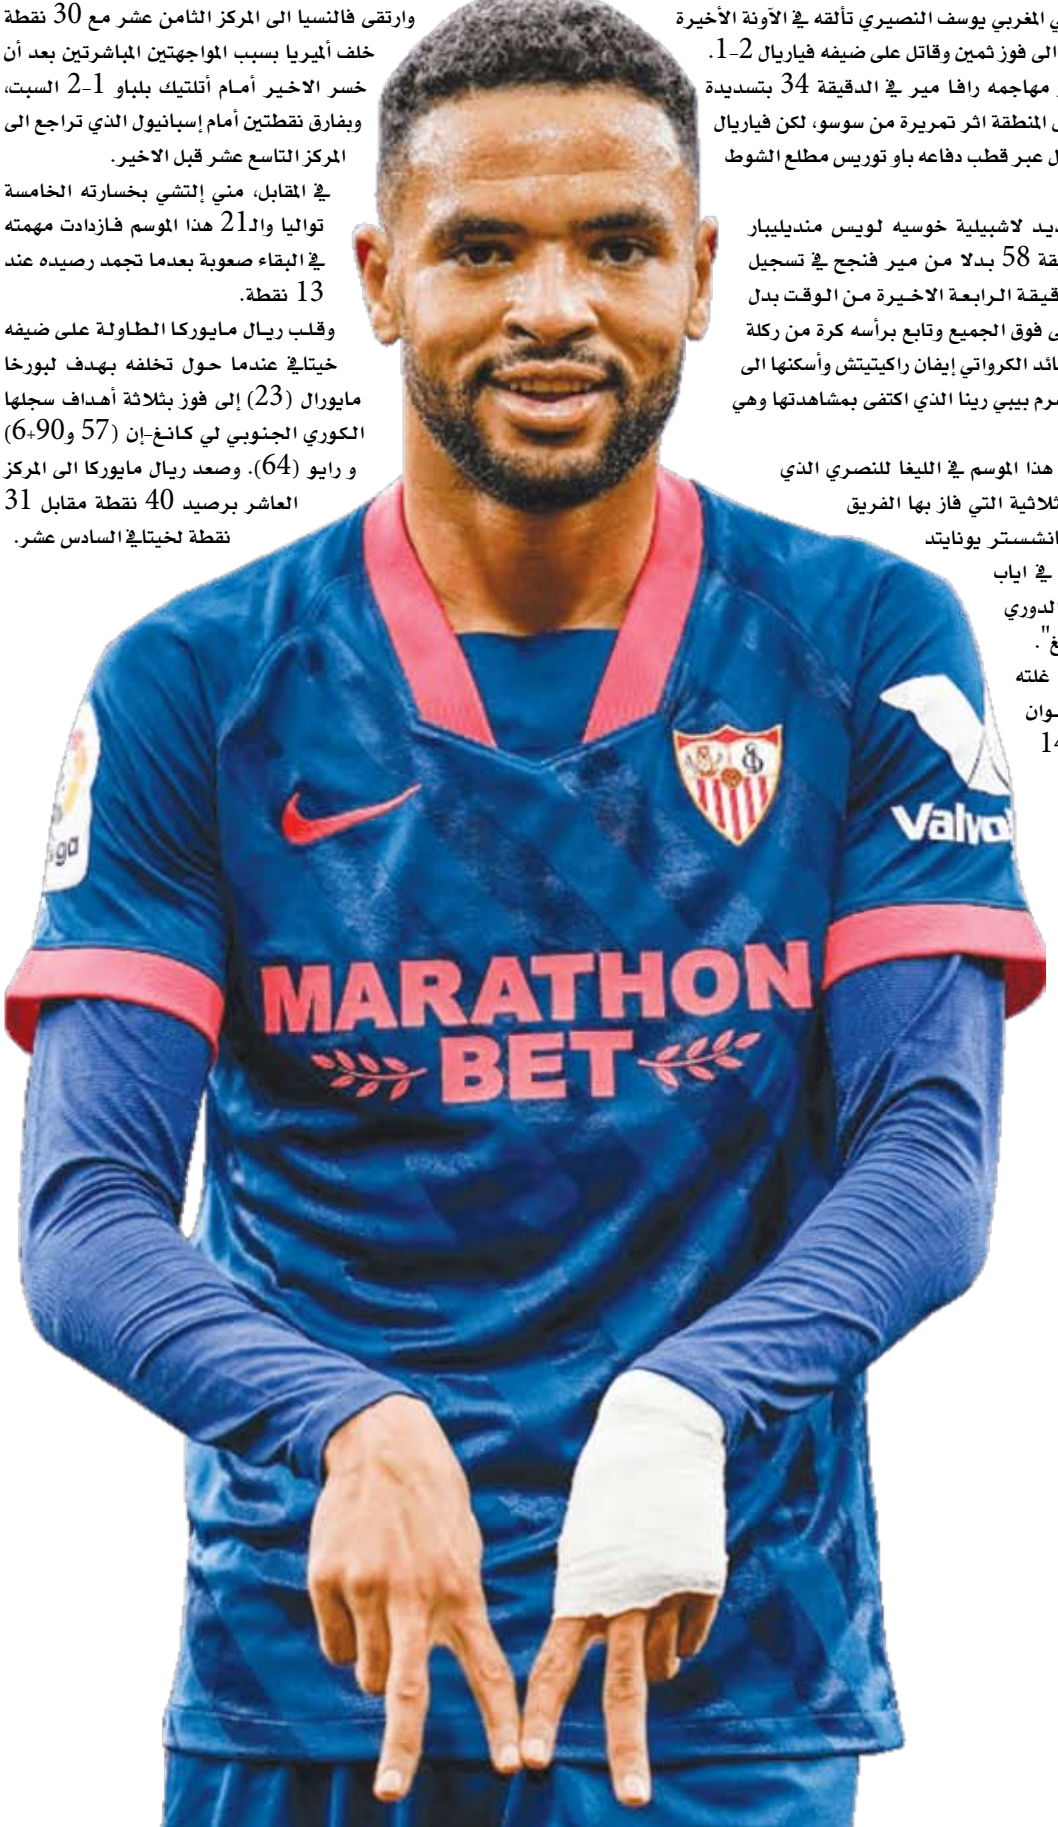 المغربي يوسف النصيري تألقه في الآونة الأخيرة
الى فوز ثمين وقاتل على ضيفه فياريال 2-1.
مهاجمه رافا مير في الدقيقة 34 بتسديدة
المنطقة اثر تمريرة من سوسو، لكن فياريال
عبر قطب دفاعه باو توريس مطلع الشوط
لاشبيلية خوسيه لويس منديليبار
58 بدلا من مير فنجح في تسجيل
الرابعة الاخيرة من الوقت بدل
فوق الجميع وتابع برأسه كرة من ركلة
الكرواتي إيفان راكيتيتش وأسكنها الى
بيبي رينا الذي اكتفى بمشاهدتها وهي
هذا الموسم في الليغا للنصري الذي
التي فاز بها الفريق
يونايتد
في اياب
غلته
وارتقى فالنسيا الى المركز الثامن عشر مع 30 نقطة
خلف ألميريا بسبب المواجهتين المباشرتين بعد أن
خسر الاخير أمام أتلتيك بلباو 1-2 السبت،
وبفارق نقطتين أمام إسبانيول الذي تراجع الى
المركز التاسع عشر قبل الاخير.
في المقابل، مني إلتشي بخسارته الخامسة
تواليا والـ21 هذا الموسم فازدادت مهمته
في البقاء صعوبة بعدما تجمد رصيده عند
13 نقطة.
وقلب ريال مايوركا الطاولة على ضيفه
خيتافي عندما حول تخلفه بهدف لبورخا
مايورال (23) إلى فوز بثلاثة أهداف سجلها
الكوري الجنوبي لي كانغ-إن (57 و90+6)
و رايو (64). وصعد ريال مايوركا الى المركز
العاشر برصيد 40 نقطة مقابل 31
نقطة لخيتافي السادس عشر.
MARATHON
BET